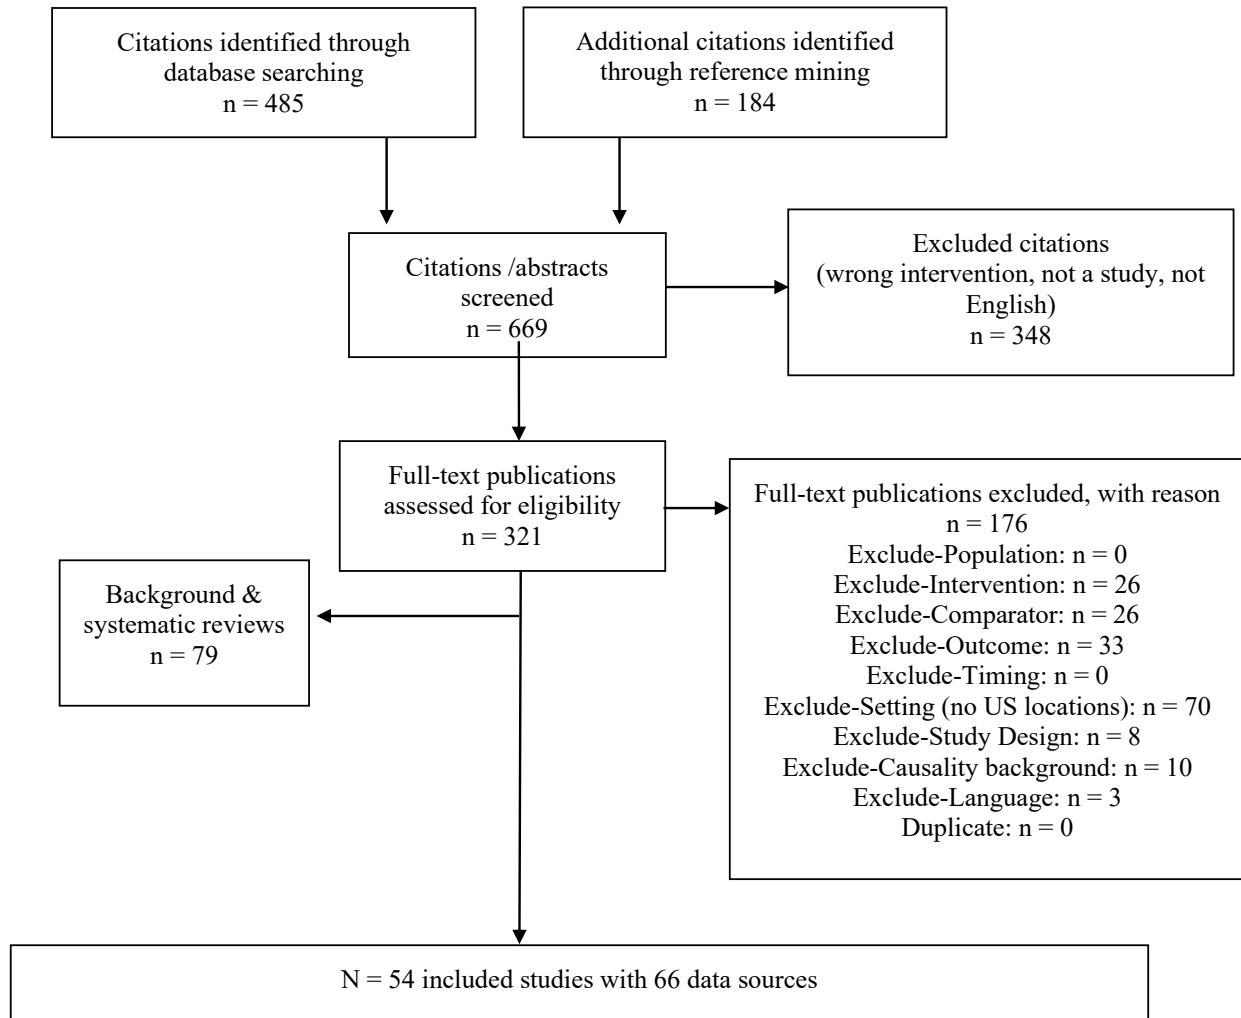 Citations identified through
database searching
n = 485
Additional citations identified
through reference mining
n = 184
Citations /abstracts
screened
n = 669
Excluded citations
(wrong intervention, not a study, not
English)
n = 348
Full-text publications
assessed for eligibility
n = 321
Full-text publications excluded, with reason
n = 176
Exclude-Population: n = 0
Exclude-Intervention: n = 26
Exclude-Comparator: n = 26
Exclude-Outcome: n = 33
Exclude-Timing: n = 0
Exclude-Setting (no US locations): n = 70
Exclude-Study Design: n = 8
Exclude-Causality background: n = 10
Exclude-Language: n = 3
Duplicate: n = 0
Background &
systematic reviews
n = 79
N = 54 included studies with 66 data sources